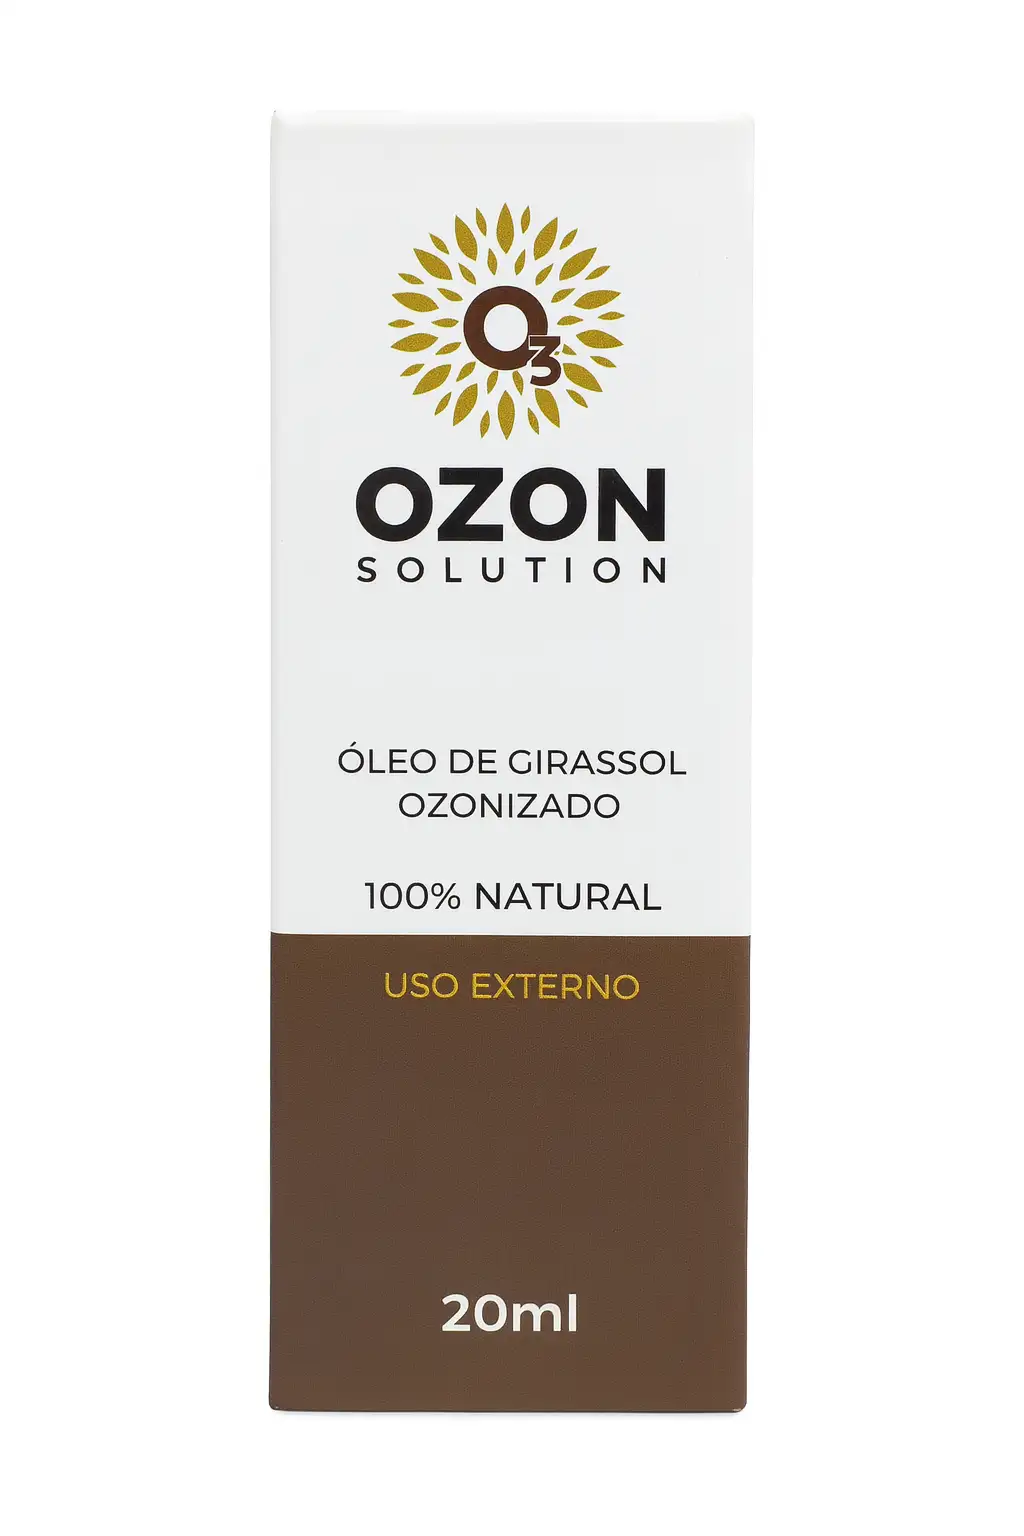 O3
OZON
SOLUTION
ÓLEO DE GIRASSOL
OZONIZADO
100% NATURAL
USO EXTERNO
20ml